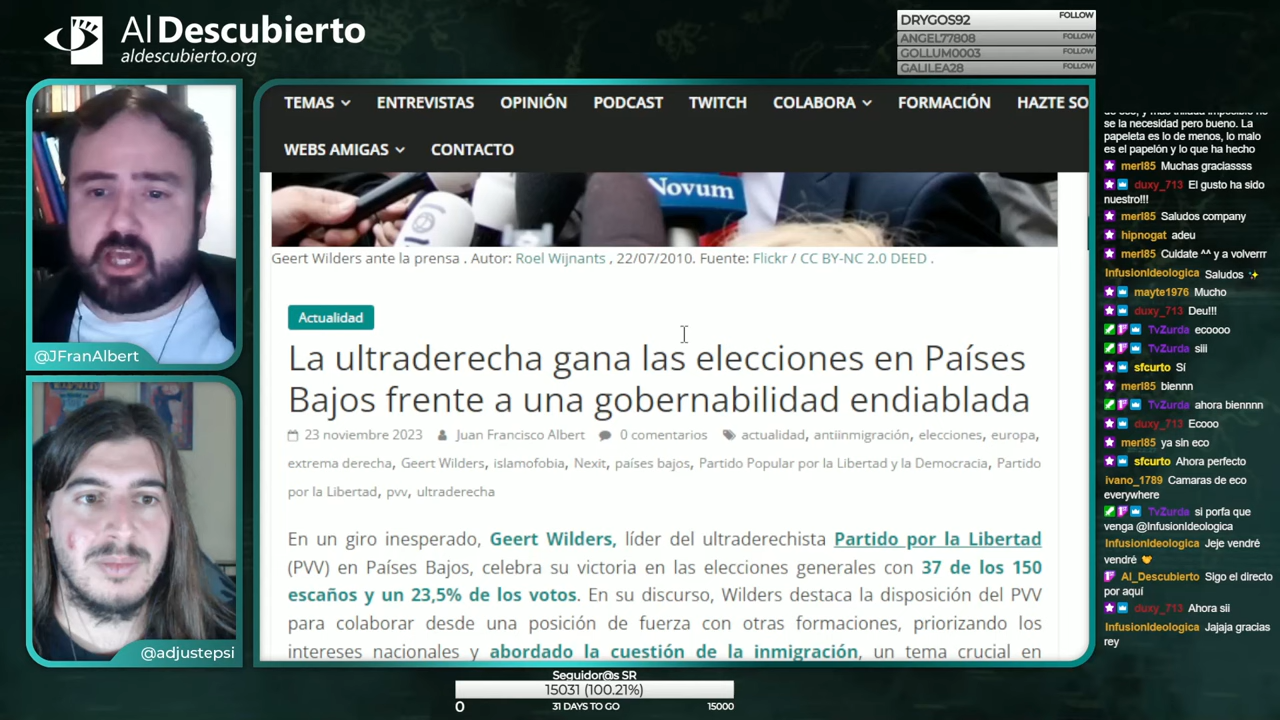 Al Descubierto
aldescubierto.org
DRYGOS92 FOLLOW
ANGEL77808 FOLLOW
GOLLUM0003 FOLLOW
GALILEA28 FOLLOW
@JFranAlbert
@adjustepsi
TEMAS ENTREVISTAS OPINIÓN PODCAST TWITCH COLABORA FORMACIÓN HAZTE SO
WEBS AMIGAS CONTACTO
Novum
Geert Wilders ante la prensa . Autor: Roel Wijnants , 22/07/2010. Fuente: Flickr / CC BY-NC 2.0 DEED .
Actualidad
La ultraderecha gana las elecciones en Países
Bajos frente a una gobernabilidad endiablada
23 noviembre 2023 Juan Francisco Albert 0 comentarios actualidad, antiinmigración, elecciones, europa,
extrema derecha, Geert Wilders, islamofobia, Nexit, países bajos, Partido Popular por la Libertad y la Democracia, Partido
por la Libertad, pvv, ultraderecha
En un giro inesperado, Geert Wilders, líder del ultraderechista Partido por la Libertad
(PVV) en Países Bajos, celebra su victoria en las elecciones generales con 37 de los 150
escaños y un 23,5% de los votos. En su discurso, Wilders destaca la disposición del PVV
para colaborar desde una posición de fuerza con otras formaciones, priorizando los
intereses nacionales y abordado la cuestión de la inmigración, un tema crucial en
se la necesidad pero bueno. La
papeleta es lo de menos, lo malo
es el papelón y lo que ha hecho
merl85 Muchas graciassss
duxy_713 El gusto ha sido
nuestro!!!
merl85 Saludos company
hipnogat adeu
merl85 Cuidate ^^ y a volverrr
InfusionIdeologica Saludos
mayte1976 Mucho
duxy_713 Deu!!!
TvZurda ecoooo
TvZurda siii
sfcurto Sí
merl85 biennn
TvZurda ahora biennnn
duxy_713 Ecooo
merl85 ya sin eco
sfcurto Ahora perfecto
ivano_1789 Camaras de eco
everywhere
TvZurda si porfa que
venga @InfusionIdeologica
InfusionIdeologica Jeje vendré
vendré
Al_Descubierto Sigo el directo
por aquí
duxy_713 Ahora sii
InfusionIdeologica Jajaja gracias
rey
Seguidor@s SR
15031 (100.21%)
0 31 DAYS TO GO 15000